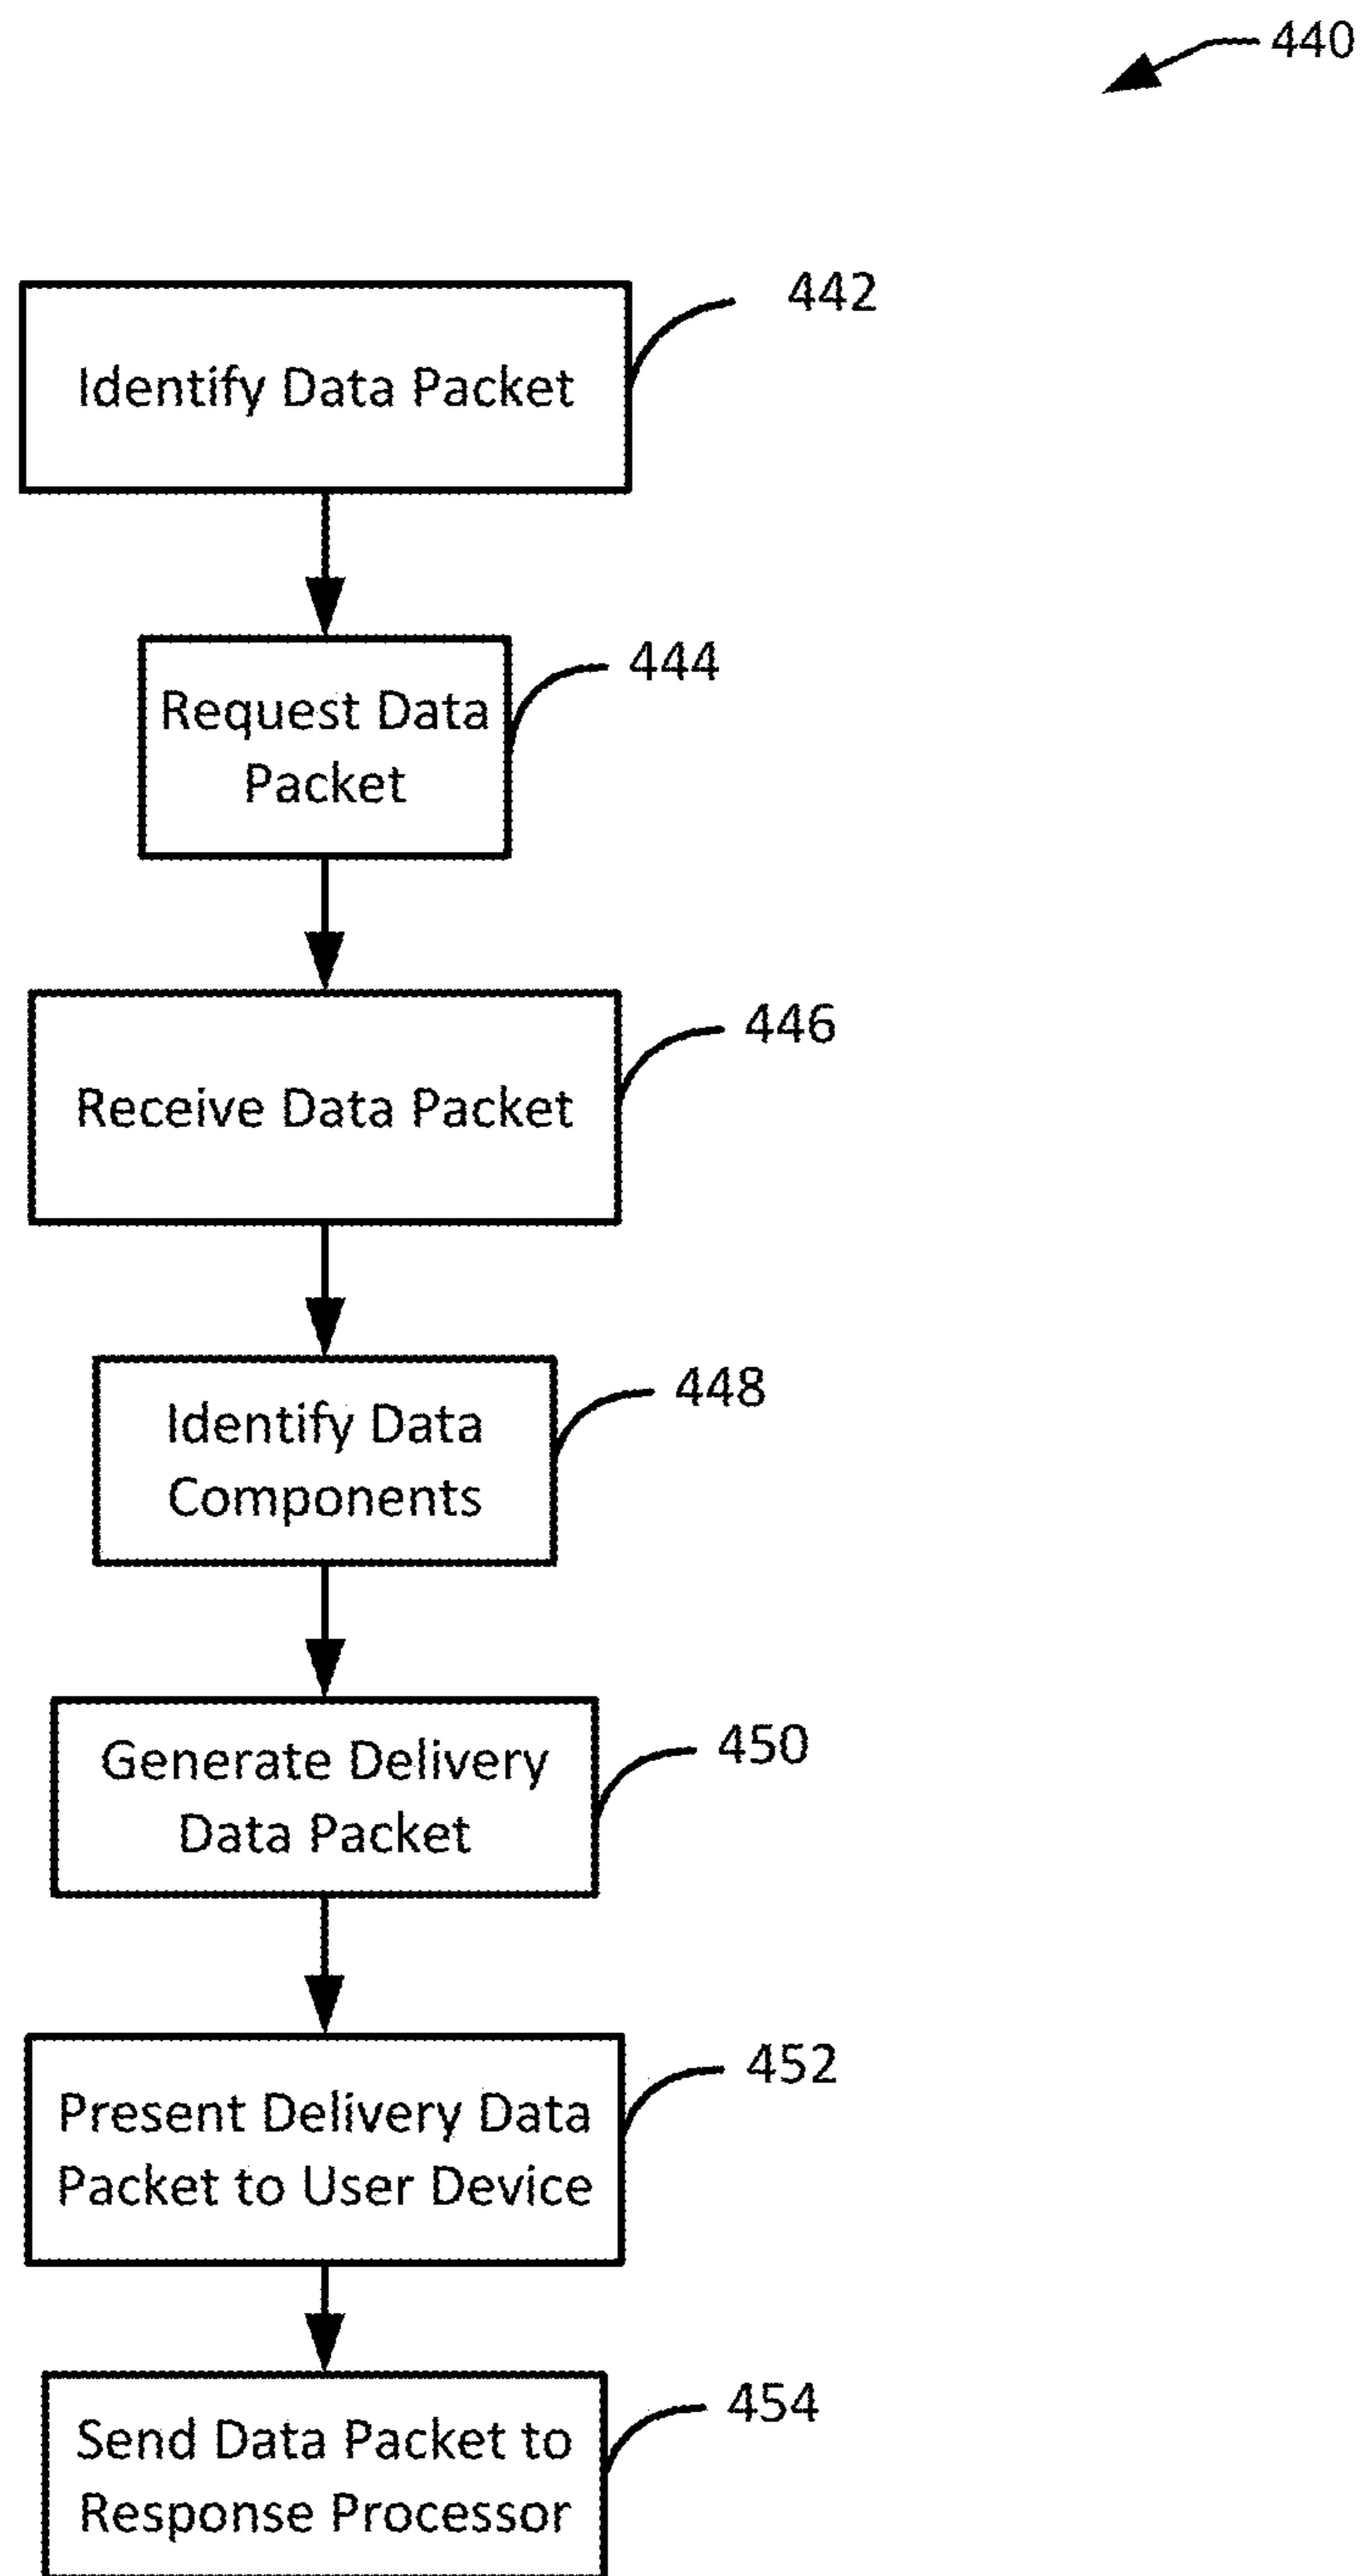 440
442
Identify Data Packet
444
Request Data
Packet
446
Receive Data Packet
448
Identify Data
Components
450
Generate Delivery
Data Packet
452
Present Delivery Data
Packet to User Device
454
Send Data Packet to
Response Processor